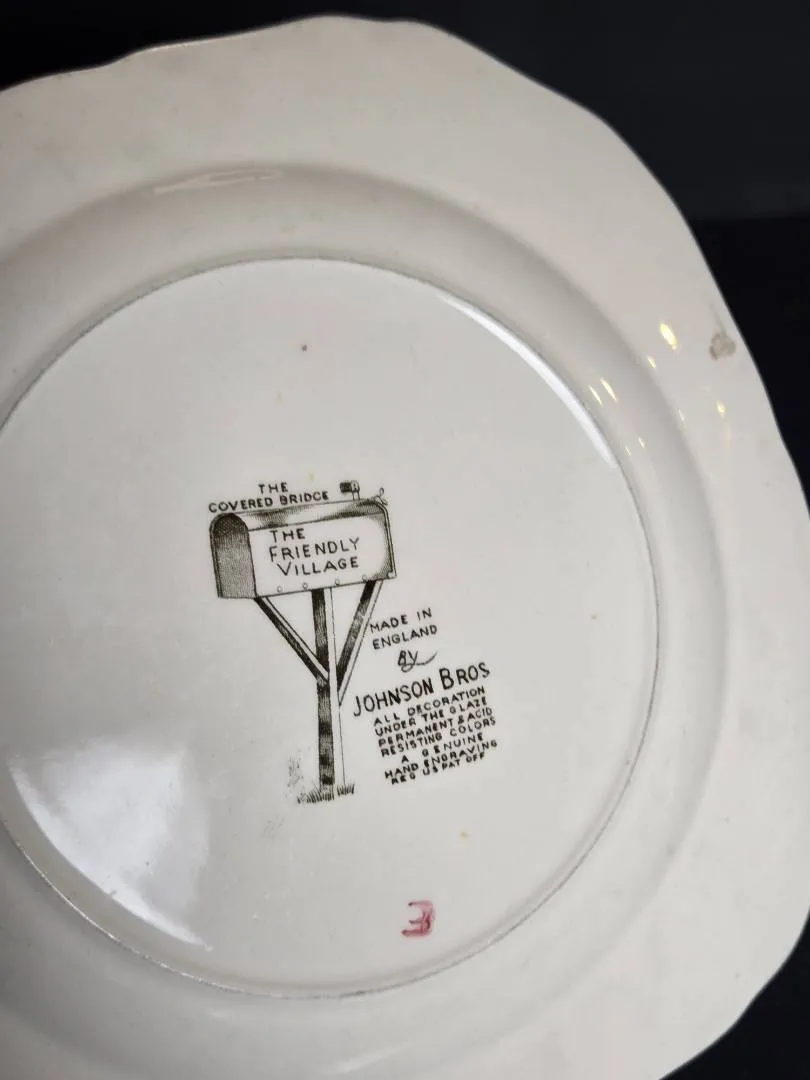 THE
COVERED BRIDGE
THE
FRIENDLY
VILLAGE
MADE IN
ENGLAND
BY
JOHNSON BROS
ALL DECORATION
UNDER THE GLAZE
PERMANENT & ACID
RESISTING COLORS
A GENUINE
HAND ENGRAVING
REG US PAT OFF